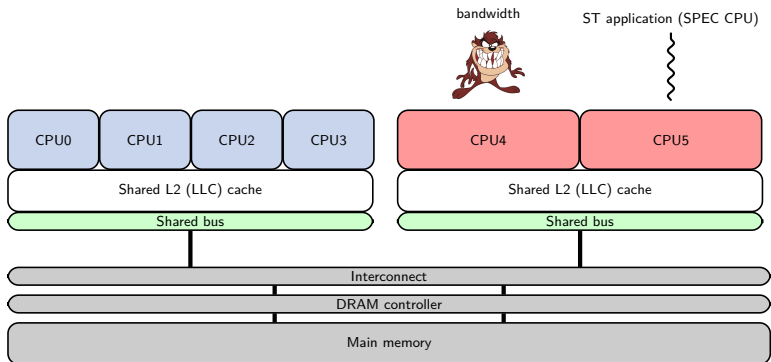 bandwidth
ST application (SPEC CPU)
CPU0 CPU1 CPU2 CPU3 CPU4 CPU5
Shared L2 (LLC) cache Shared L2 (LLC) cache
Shared bus Shared bus
Interconnect
DRAM controller
Main memory